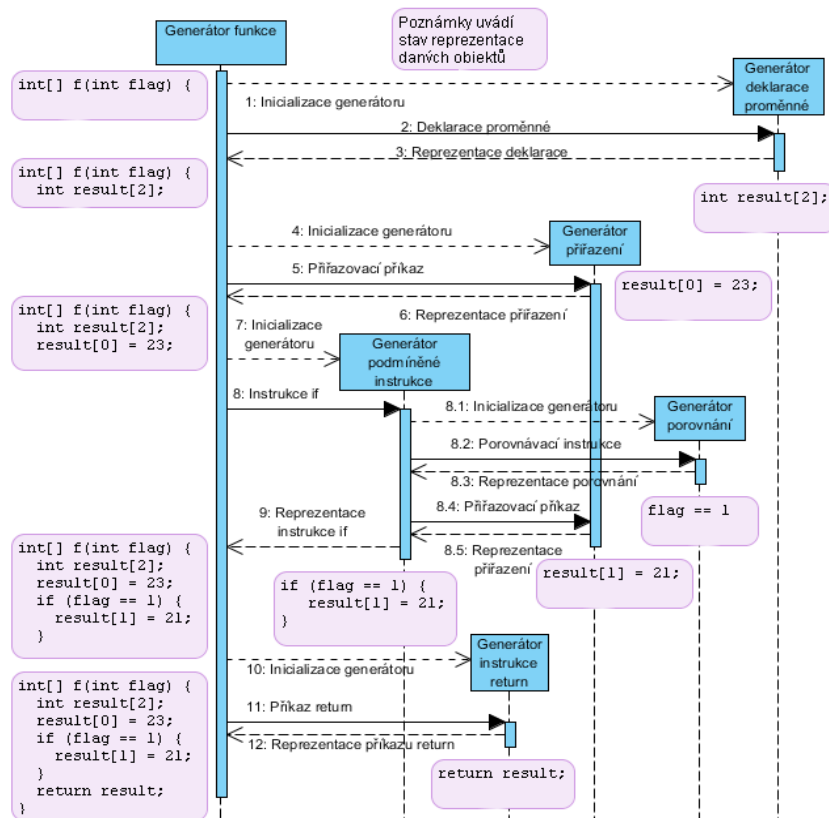 Generátor funkce
Poznámky uvádí
stav reprezentace
daných obiektů
int[] f(int flag) {
Generátor
deklarace
proměnné
1: Inicializace generátoru
2: Deklarace proměnné
3: Reprezentace deklarace
int[] f(int flag) {
int result[2];
int result[2];
4: Inicializace generátoru
Generátor
přiřazení
5: Přiřazovací příkaz
result[0] = 23;
6: Reprezentace přiřazení
int[] f(int flag) {
int result[2];
result[0] = 23;
7: Inicializace
generátoru
Generátor
podmíněné
instrukce
8: Instrukce if
8.1: Inicializace generátoru
Generátor
porovnání
8.2: Porovnávací instrukce
8.3: Reprezentace porovnání
8.4: Přiřazovací příkaz
flag == 1
9: Reprezentace
instrukce if
8.5: Reprezentace
přiřazení
int[] f(int flag) {
int result[2];
result[0] = 23;
if (flag == 1) {
result[1] = 21;
}
if (flag == 1) {
result[1] = 21;
}
result[1] = 21;
Generátor
instrukce
return
10: Inicializace generátoru
int[] f(int flag) {
int result[2];
result[0] = 23;
if (flag == 1) {
result[1] = 21;
}
return result;
}
11: Příkaz return
12: Reprezentace příkazu return
return result;